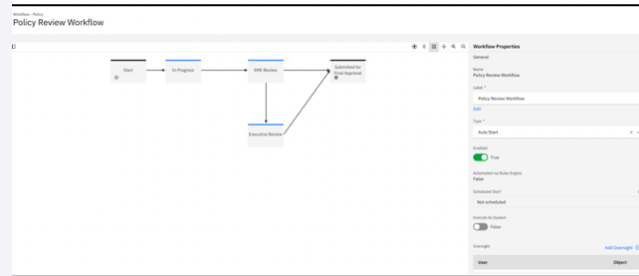 Workflow - Policy
Policy Review Workflow
Start
In Progress
SME Review
Submitted for
Final Approval
Executive Review
Workflow Properties
General
Name
Policy Review Workflow
Label *
Policy Review Workflow
Edit
Type *
Auto Start
Enabled
True
Automated via Rules Engine
False
Scheduled Start
Not scheduled
Execute As System
False
Oversight
Add Oversight
User
Object